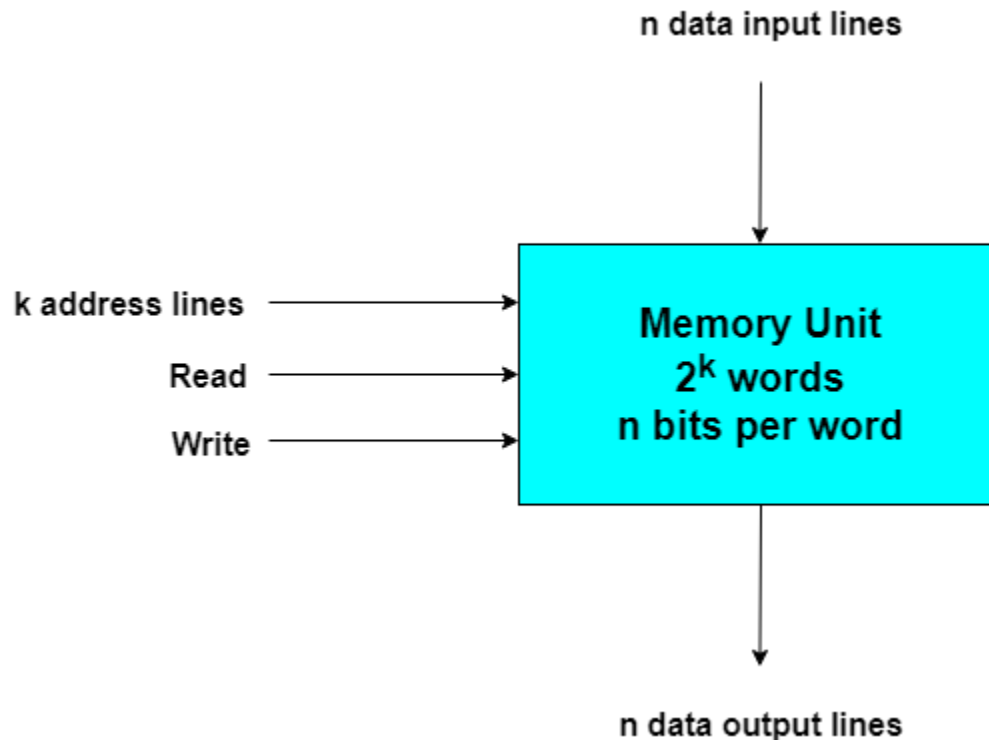 n data input lines
k address lines
Read
Write
Memory Unit
2^k words
n bits per word
n data output lines